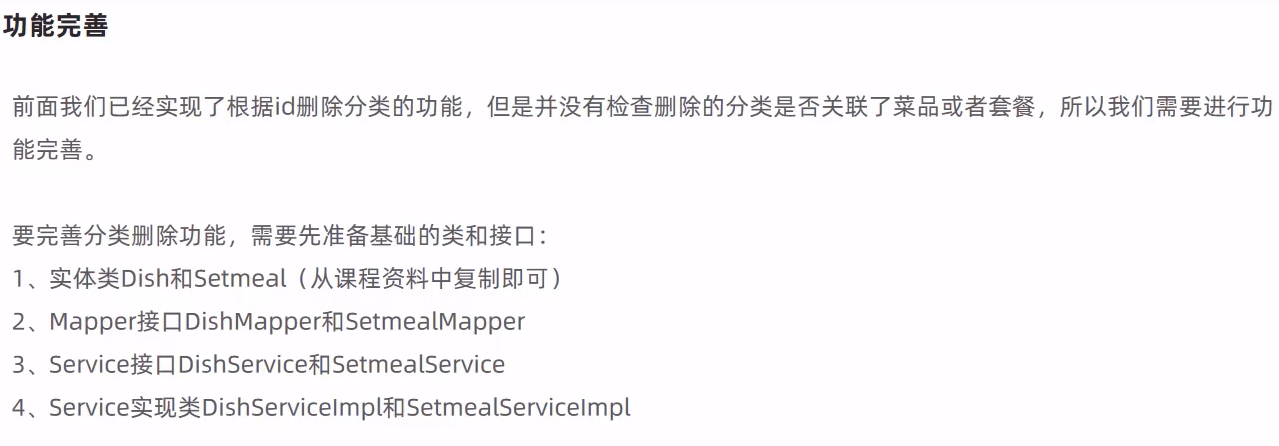 功能完善
前面我们已经实现了根据id删除分类的功能，但是并没有检查删除的分类是否关联了菜品或者套餐，所以我们需要进行功
能完善。
要完善分类删除功能，需要先准备基础的类和接口：
1、实体类Dish和Setmeal（从课程资料中复制即可）
2、Mapper接口DishMapper和SetmealMapper
3、Service接口DishService和SetmealService
4、Service实现类DishServiceImpl和SetmealServiceImpl